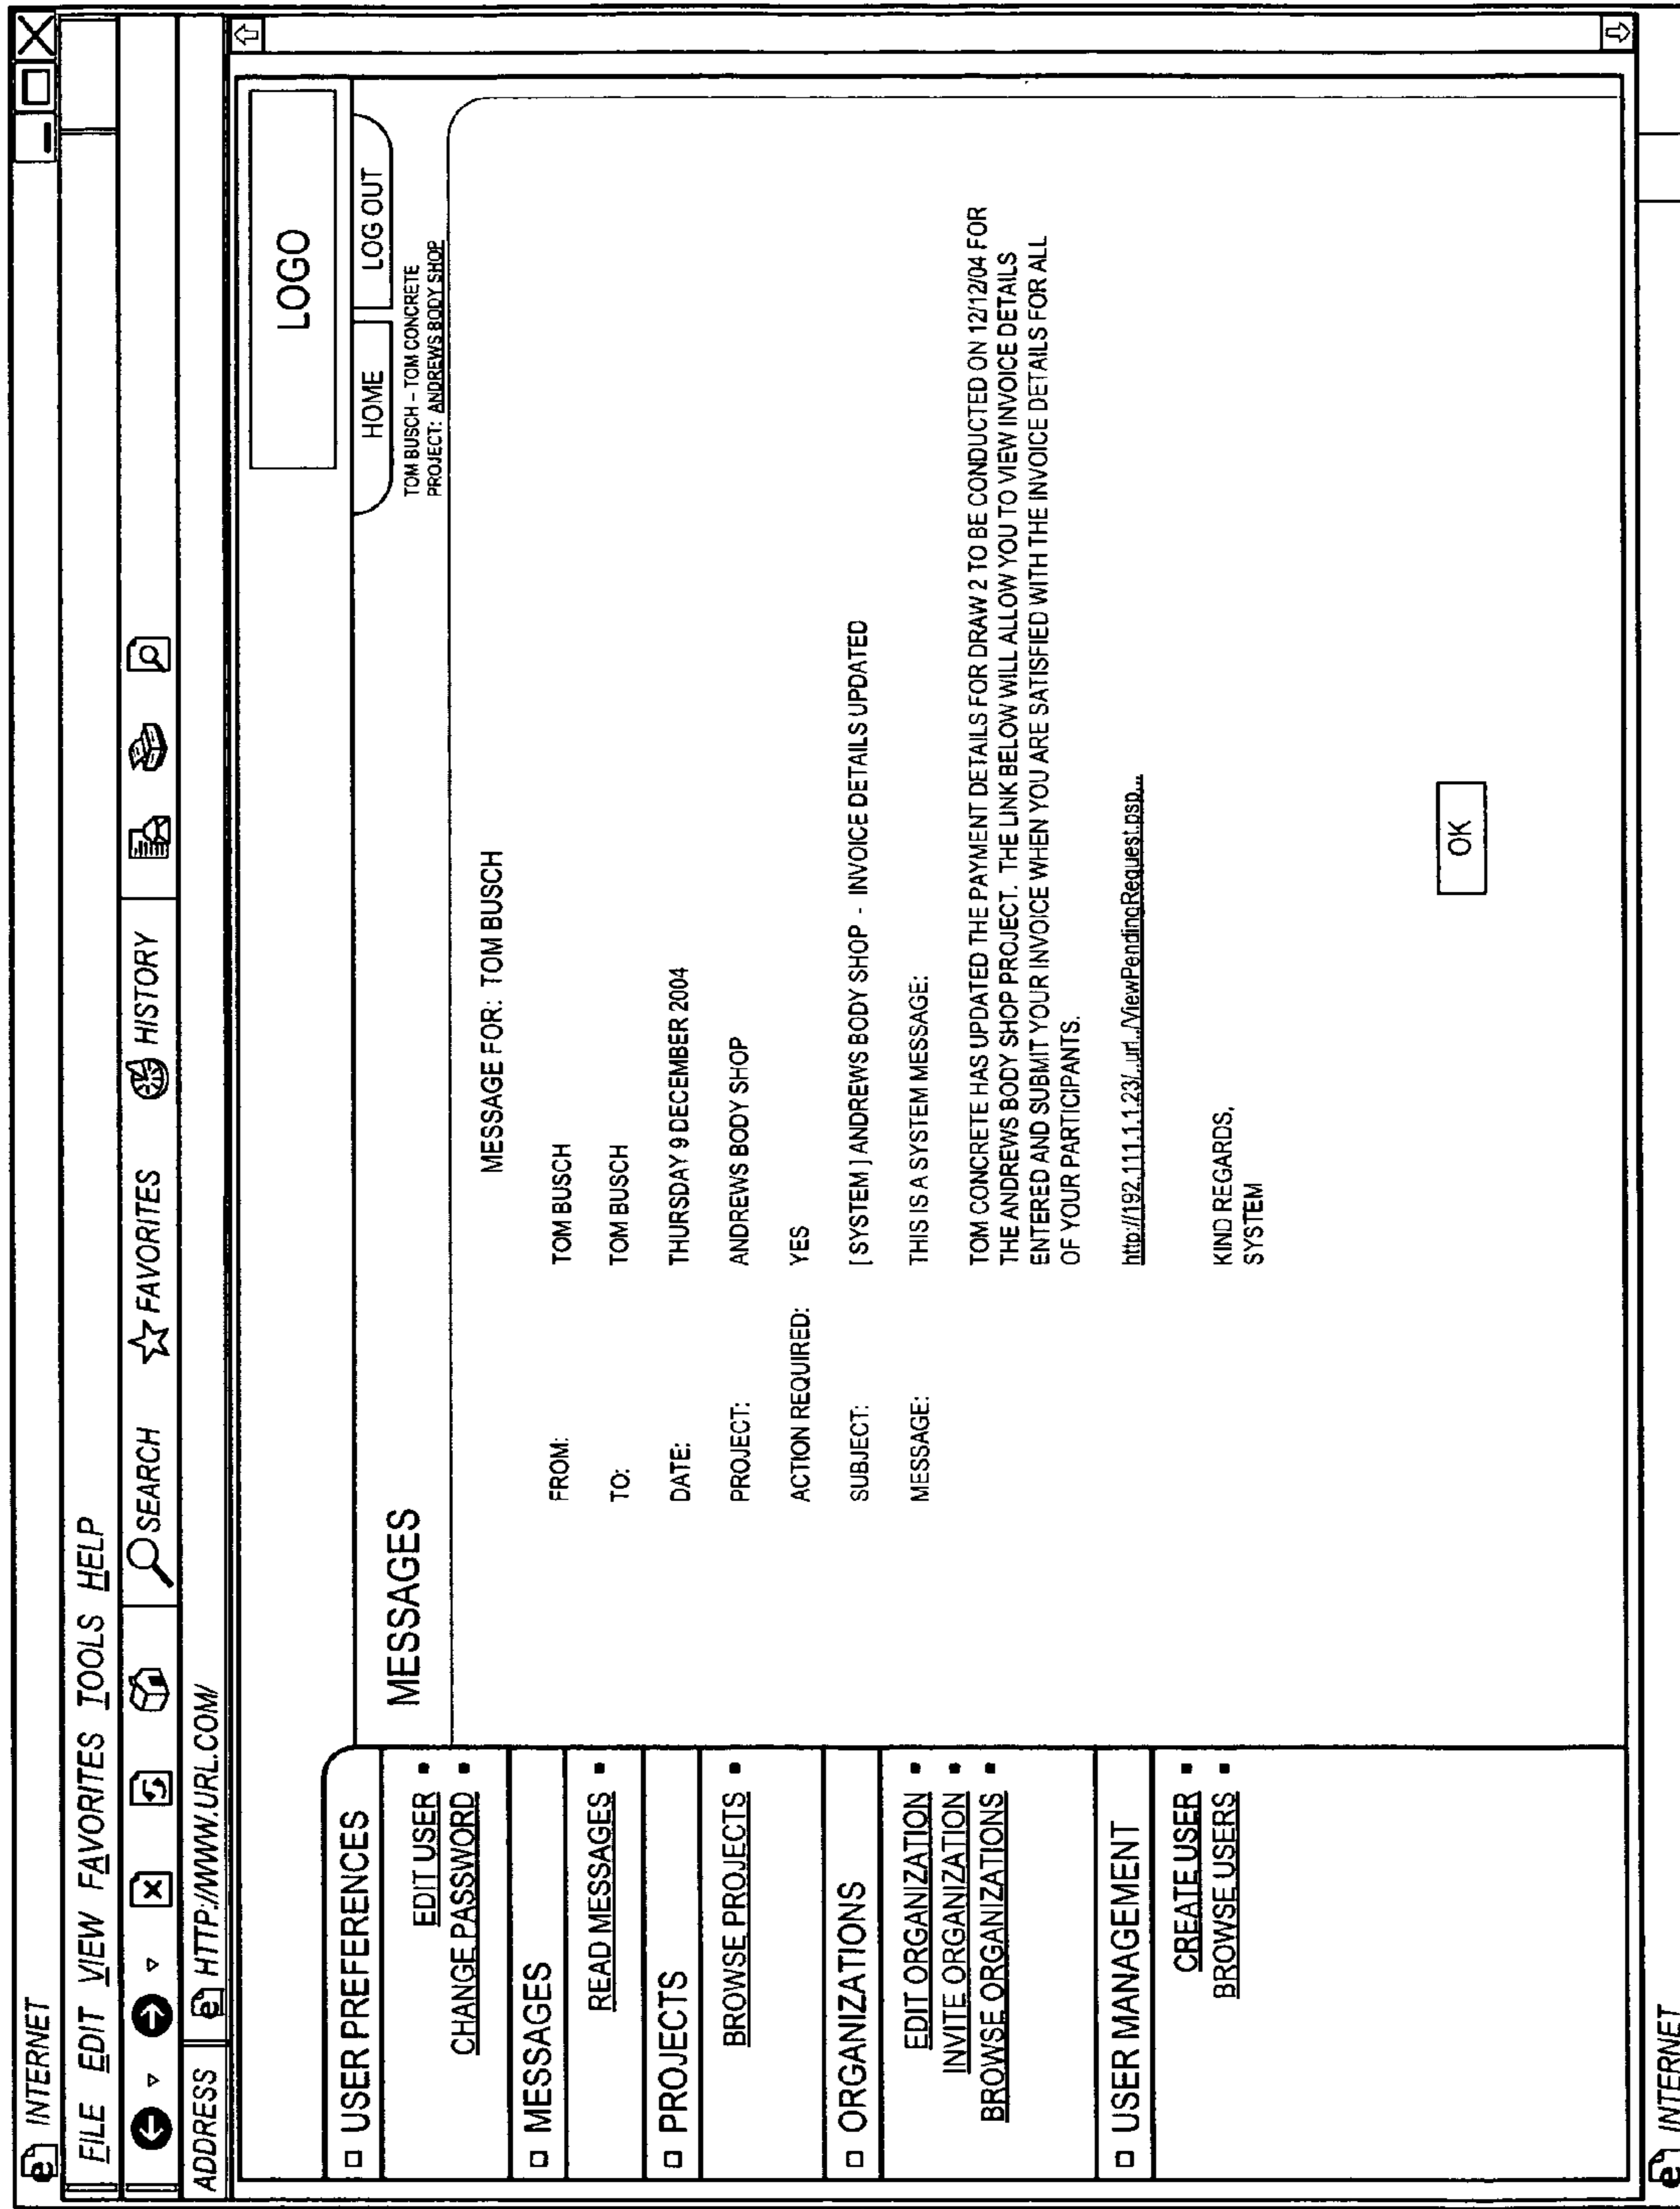 INTERNET
FILE EDIT VIEW FAVORITES TOOLS HELP
SEARCH FAVORITES HISTORY
ADDRESS HTTP://WWW.URL.COM/
LOGO
HOME LOG OUT
TOM BUSCH – TOM CONCRETE
PROJECT: ANDREWS BODY SHOP
USER PREFERENCES
EDIT USER
CHANGE PASSWORD
MESSAGES
READ MESSAGES
PROJECTS
BROWSE PROJECTS
ORGANIZATIONS
EDIT ORGANIZATION
INVITE ORGANIZATION
BROWSE ORGANIZATIONS
USER MANAGEMENT
CREATE USER
BROWSE USERS
MESSAGES
MESSAGE FOR: TOM BUSCH
FROM: TOM BUSCH
TO: TOM BUSCH
DATE: THURSDAY 9 DECEMBER 2004
PROJECT: ANDREWS BODY SHOP
ACTION REQUIRED: YES
SUBJECT: [ SYSTEM ] ANDREWS BODY SHOP - INVOICE DETAILS UPDATED
MESSAGE: THIS IS A SYSTEM MESSAGE:
TOM CONCRETE HAS UPDATED THE PAYMENT DETAILS FOR DRAW 2 TO BE CONDUCTED ON 12/12/04 FOR
THE ANDREWS BODY SHOP PROJECT. THE LINK BELOW WILL ALLOW YOU TO VIEW INVOICE DETAILS
ENTERED AND SUBMIT YOUR INVOICE WHEN YOU ARE SATISFIED WITH THE INVOICE DETAILS FOR ALL
OF YOUR PARTICIPANTS.
http://192.111.1.123/...url../ViewPendingRequest.psp...
KIND REGARDS,
SYSTEM
OK
INTERNET